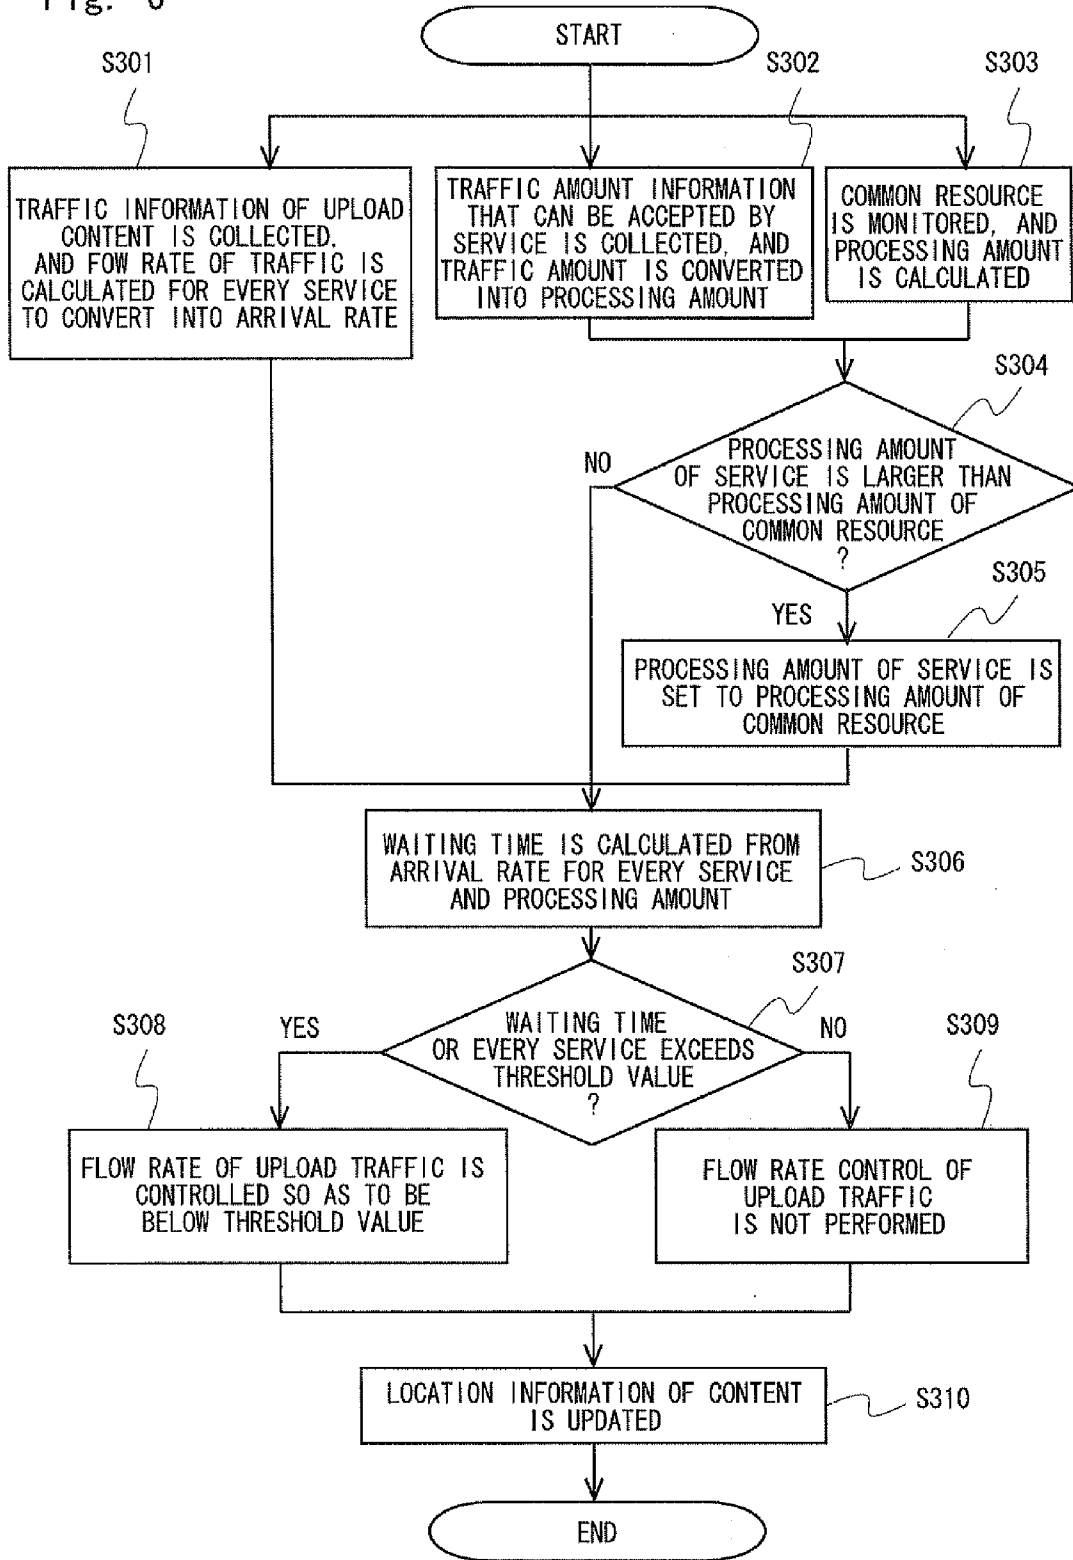 Fig. 6
START
S301
S302
S303
TRAFFIC INFORMATION OF UPLOAD
CONTENT IS COLLECTED.
AND FOW RATE OF TRAFFIC IS
CALCULATED FOR EVERY SERVICE
TO CONVERT INTO ARRIVAL RATE
TRAFFIC AMOUNT INFORMATION
THAT CAN BE ACCEPTED BY
SERVICE IS COLLECTED, AND
TRAFFIC AMOUNT IS CONVERTED
INTO PROCESSING AMOUNT
COMMON RESOURCE
IS MONITORED, AND
PROCESSING AMOUNT
IS CALCULATED
S304
PROCESSING AMOUNT
OF SERVICE IS LARGER THAN
PROCESSING AMOUNT OF
COMMON RESOURCE
?
NO
YES
S305
PROCESSING AMOUNT OF SERVICE IS
SET TO PROCESSING AMOUNT OF
COMMON RESOURCE
WAITING TIME IS CALCULATED FROM
ARRIVAL RATE FOR EVERY SERVICE
AND PROCESSING AMOUNT
S306
S307
WAITING TIME
OR EVERY SERVICE EXCEEDS
THRESHOLD VALUE
?
YES
NO
S308
S309
FLOW RATE OF UPLOAD TRAFFIC IS
CONTROLLED SO AS TO BE
BELOW THRESHOLD VALUE
FLOW RATE CONTROL OF
UPLOAD TRAFFIC
IS NOT PERFORMED
LOCATION INFORMATION OF CONTENT
IS UPDATED
S310
END